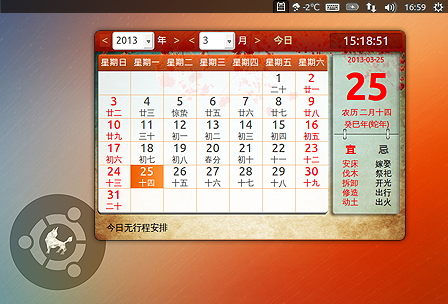 -2°C 16:59
< 2013 年 > < 3 月 > 今日 15:18:51
星期日 星期一 星期二 星期三 星期四 星期五 星期六
1 2
二十 廿一
3 4 5 6 7 8 9
廿二 廿三 惊蛰 廿五 廿六 廿七 廿八
10 11 12 13 14 15 16
廿九 三十 初一 初二 初三 初四 初五
17 18 19 20 21 22 23
初六 初七 初八 春分 初十 十一 十二
24 25 26 27 28 29 30
十三 十四 十五 十六 十七 十八 十九
31
二十
2013-03-25
25
农历 二月十四
癸巳年(蛇年)
宜 忌
安床 嫁娶
伐木 祭祀
拆卸 开光
修造 出行
动土 出火
今日无行程安排